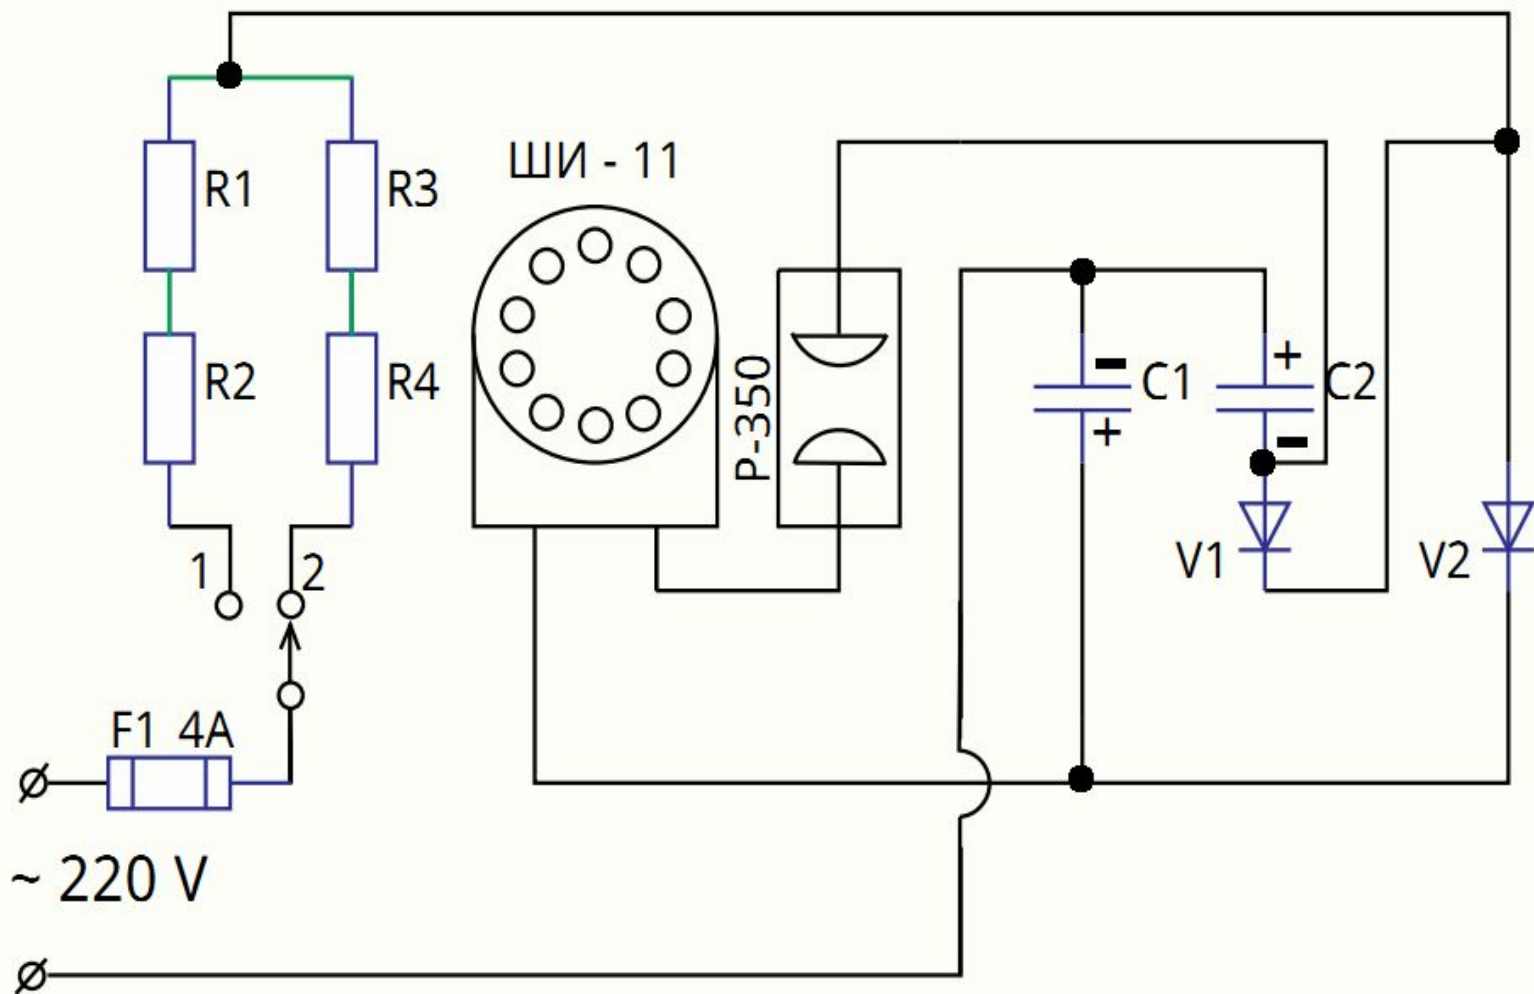 ШИ - 11
R1
R3
R2
R4
P-350
-
+
C1
+
-
C2
1
2
V1
V2
F1 4A
~ 220 V